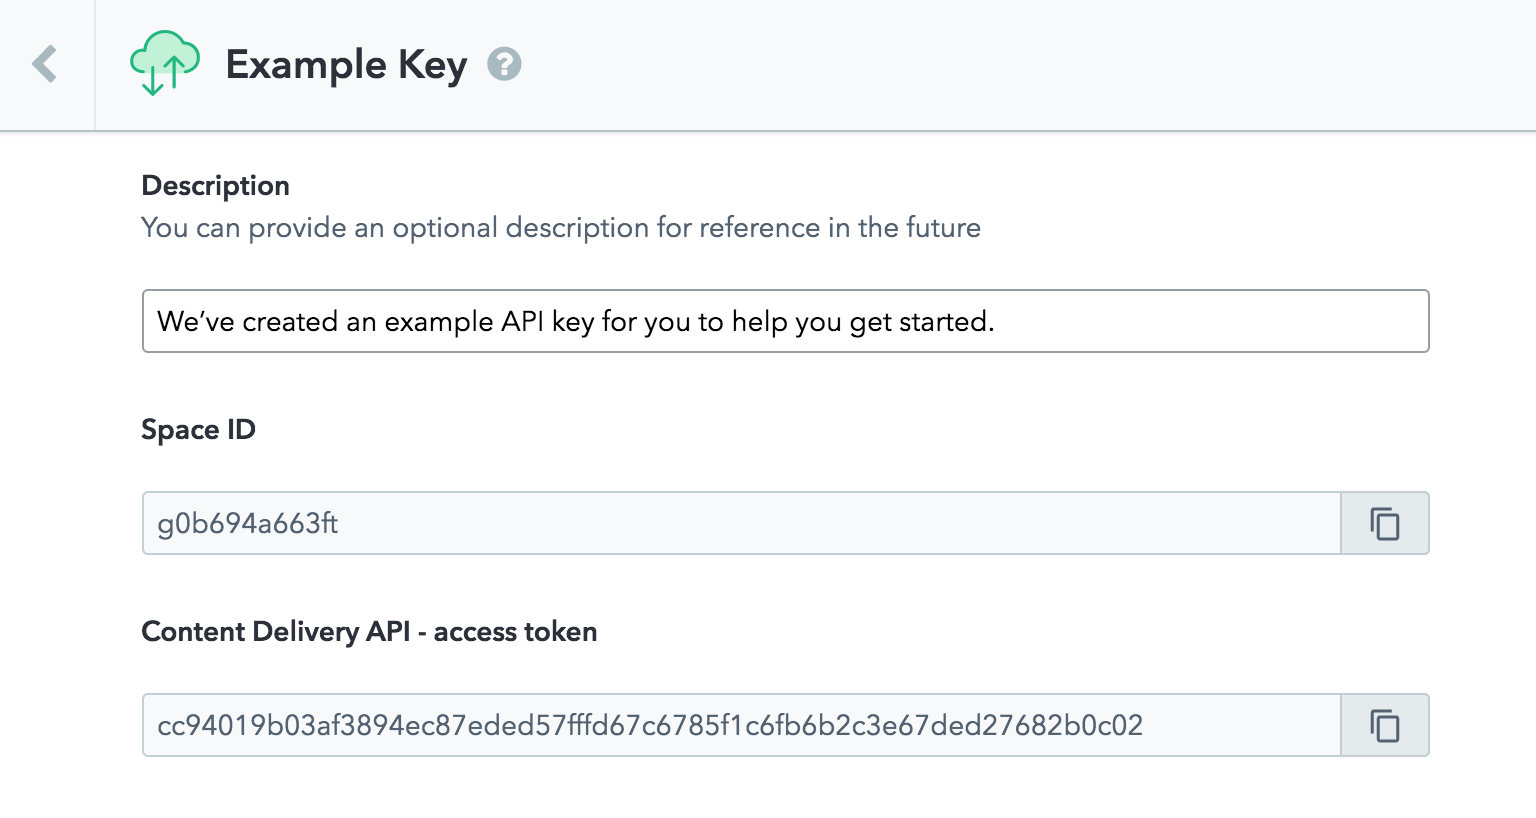 Example Key ?
Description
You can provide an optional description for reference in the future
We’ve created an example API key for you to help you get started.
Space ID
g0b694a663ft
Content Delivery API - access token
cc94019b03af3894ec87eded57fffd67c6785f1c6fb6b2c3e67ded27682b0c02